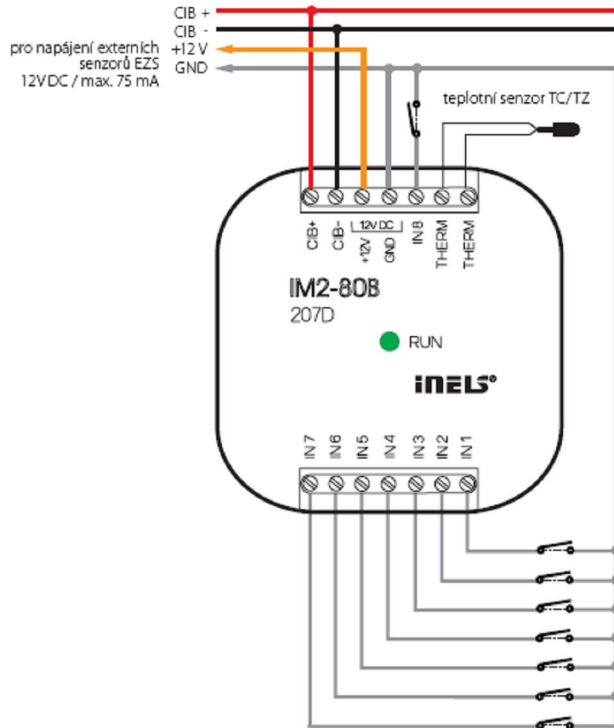 CIB +
CIB -
pro napájení externích
senzorů EZS
12V DC / max. 75 mA
+12 V
GND
teplotní senzor TC/TZ
CIB+
CIB-
12V DC
+12V
GND
IN8
THERM
THERM
IM2-80B
207D
RUN
iNELS®
IN7
IN6
IN5
IN4
IN3
IN2
IN1